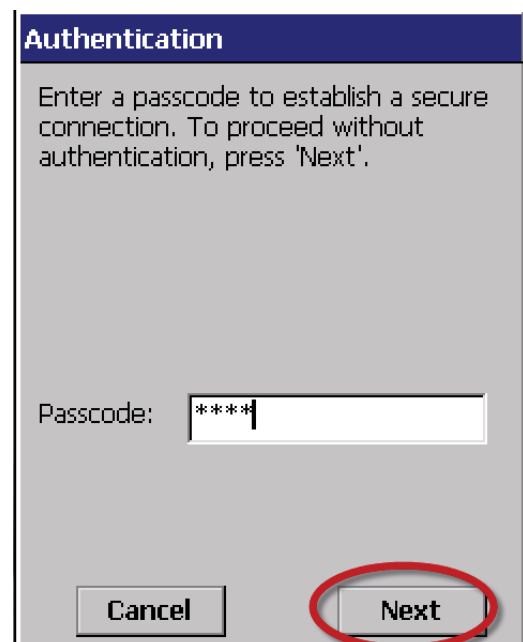 Authentication
Enter a passcode to establish a secure
connection. To proceed without
authentication, press 'Next'.
Passcode: ****
Cancel Next